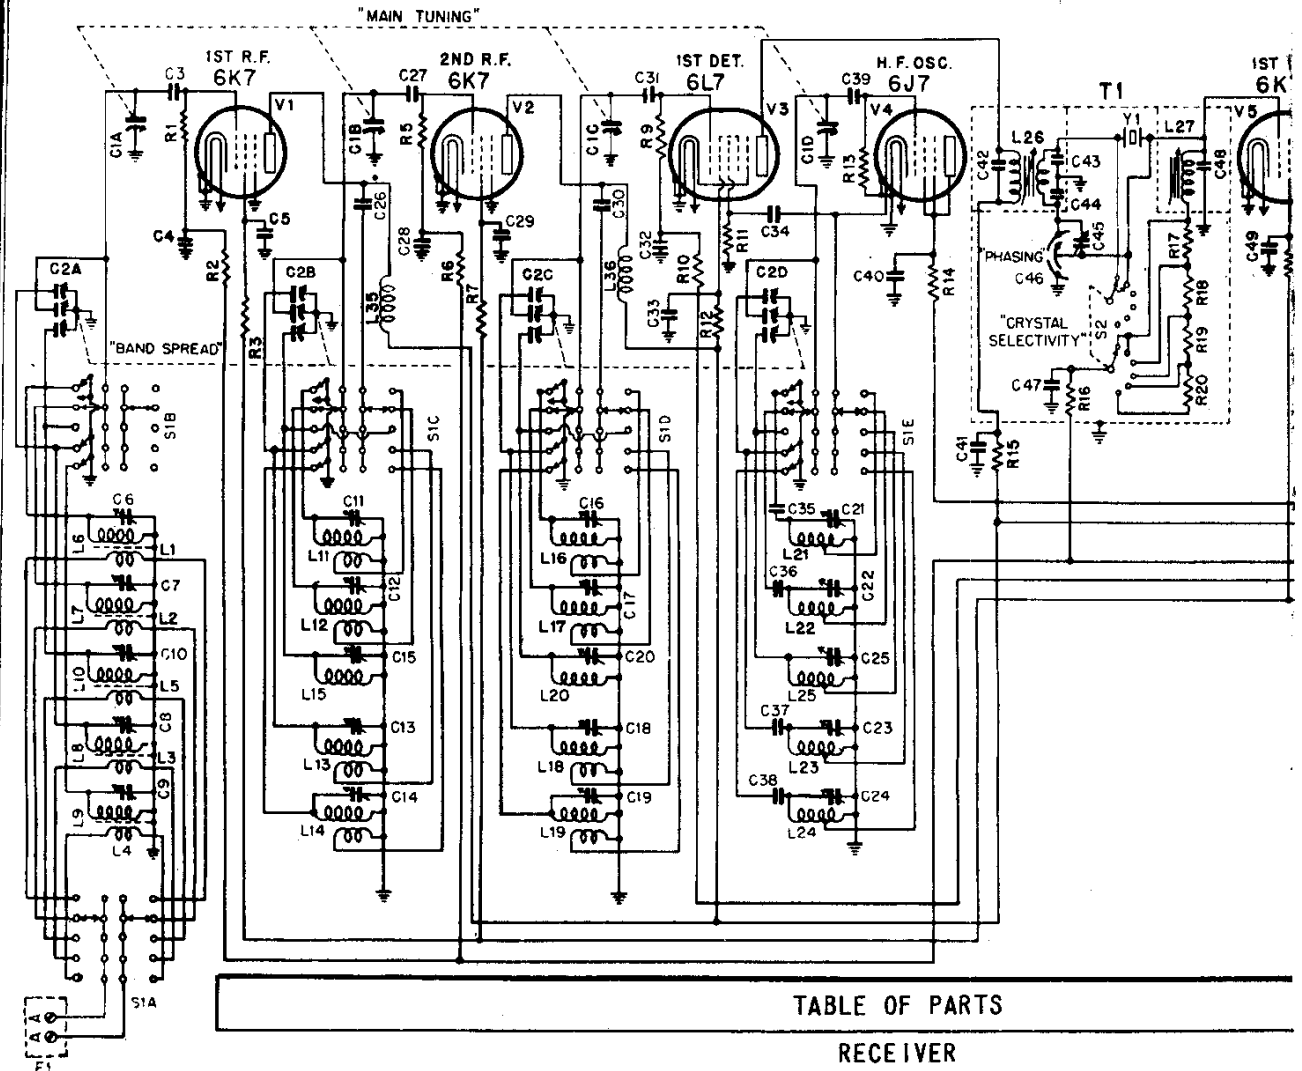 "MAIN TUNING"
1ST R.F.
6K7
2ND R.F.
6K7
1ST DET.
6L7
H.F. OSC.
6J7
1ST
6K
T1
C3
V1
C27
V2
C31
V3
C39
V4
Y1
V5
C1A
R1
C1B
R5
C1C
R9
C1D
R13
C42
L26
C43
C44
L27
C48
C4
C5
C26
C28
C29
C30
C32
R11
C34
C45
"PHASING"
C46
R17
C49
C2A
R2
R3
C2B
L35
R6
R7
C2C
L36
R10
C33
R12
C2D
C40
R14
R18
"BAND SPREAD"
"CRYSTAL
SELECTIVITY"
S2
R19
R20
C47
R16
S1B
S1C
S1D
S1E
C41
R15
C6
L6
L1
C11
L11
C16
L16
C35
C21
L21
C7
L7
L2
C12
L12
C17
L17
C36
C22
L22
C10
L10
L5
C15
L15
C20
L20
C25
L25
C8
L8
L3
C13
L13
C18
L18
C37
C23
L23
C9
L9
L4
C14
L14
C19
L19
C38
C24
L24
S1A
A
A
E1
TABLE OF PARTS
RECEIVER